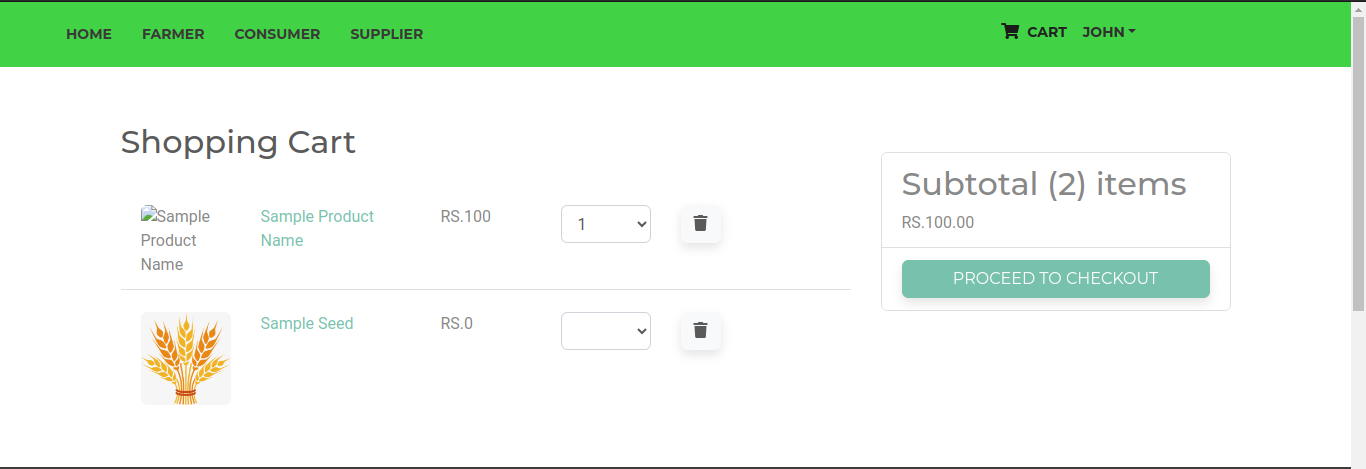 HOME FARMER CONSUMER SUPPLIER CART JOHN
Shopping Cart
Sample
Product
Name
Sample Product
Name
RS.100
1
Sample Seed
RS.0
Subtotal (2) items
RS.100.00
PROCEED TO CHECKOUT